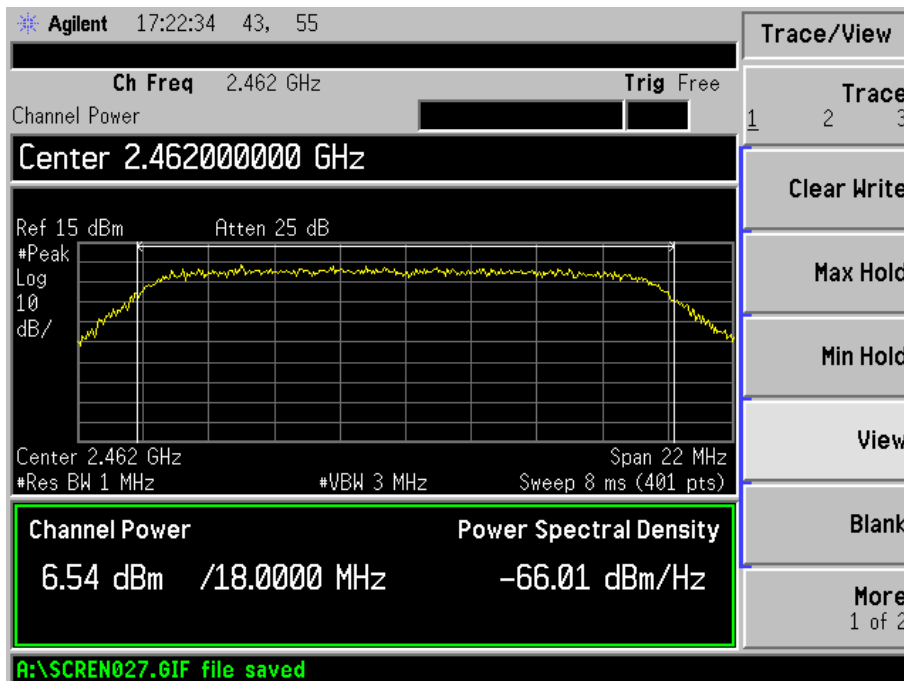 Agilent 17:22:34 43, 55
Trace/View
Ch Freq 2.462 GHz Trig Free
Channel Power
Trace
1 2 3
Center 2.462000000 GHz
Clear Write
Ref 15 dBm Atten 25 dB
#Peak
Log
10
dB/
Max Hold
Min Hold
View
Center 2.462 GHz Span 22 MHz
#Res BW 1 MHz #VBW 3 MHz Sweep 8 ms (401 pts)
Channel Power Power Spectral Density
6.54 dBm /18.0000 MHz -66.01 dBm/Hz
Blank
More
1 of 2
A:\SCREN027.GIF file saved